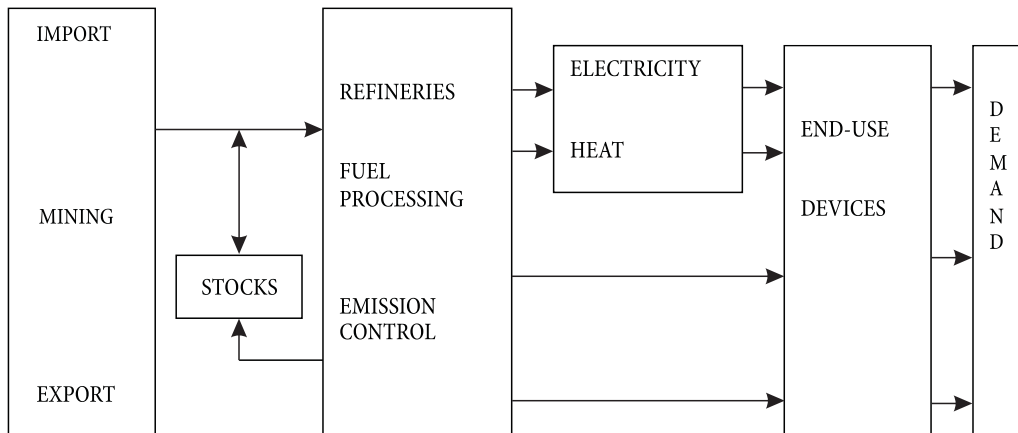 IMPORT
MINING
EXPORT
STOCKS
REFINERIES
FUEL
PROCESSING
EMISSION
CONTROL
ELECTRICITY
HEAT
END-USE
DEVICES
D
E
M
A
N
D